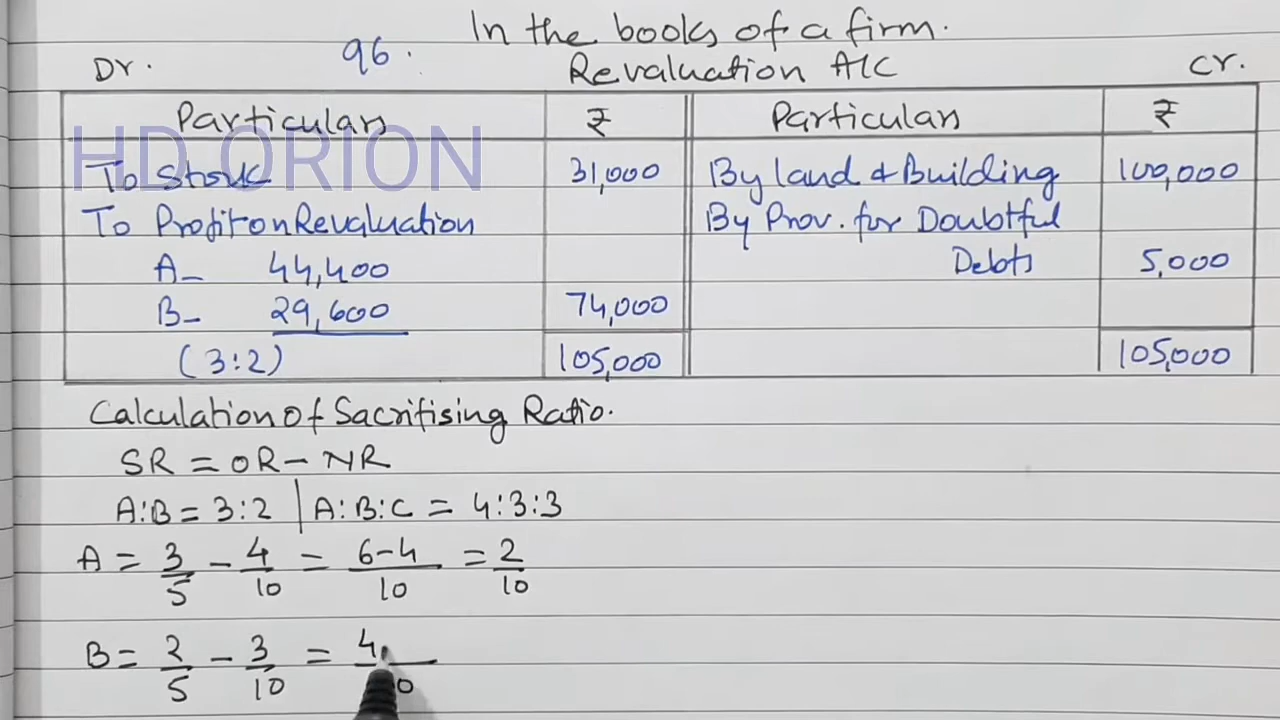 In the books of a firm.
96.
Dr. Revaluation A/C Cr.
Particulars ₹ Particulars ₹
HD ORION
To Stock 31,000 By land & Building 100,000
To Profit on Revaluation By Prov. for Doubtful
A- 44,400 Debts 5,000
B- 29,600 74,000
(3:2) 105,000 105,000
Calculation of Sacrifising Ratio.
SR = OR - NR
A:B = 3:2 | A:B:C = 4:3:3
A = 3/5 - 4/10 = 6-4/10 = 2/10
B = 2/5 - 3/10 = 4